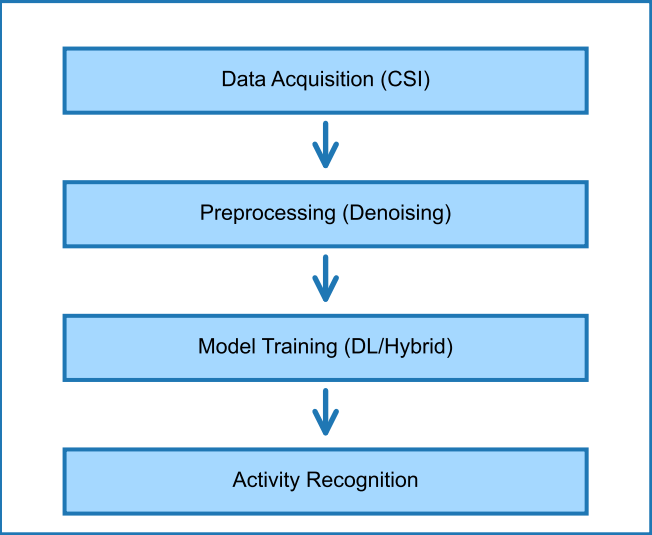 Data Acquisition (CSI)
Preprocessing (Denoising)
Model Training (DL/Hybrid)
Activity Recognition